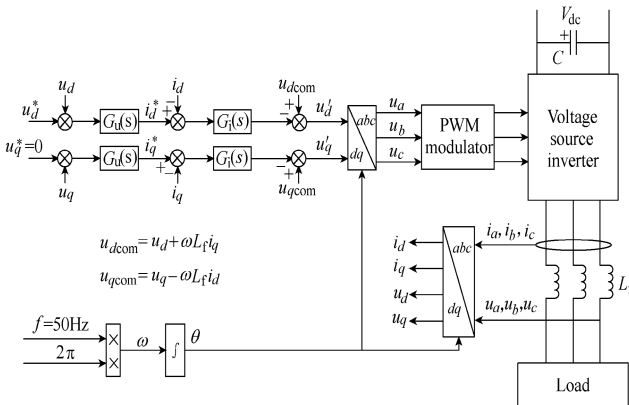 V_dc
+
C
u_d
i_d
u_dcom
u_d^*
G_u(s)
i_d^*
−
+
G_i(s)
−
+
u′_d
u_q^*=0
G_u(s)
i_q^*
+
−
G_i(s)
−
+
u′_q
u_q
i_q
u_qcom
abc
dq
u_a
u_b
u_c
PWM
modulator
Voltage
source
inverter
u_dcom= u_d+ωL_f i_q
u_qcom= u_q−ωL_f i_d
i_d
i_q
u_d
u_q
abc
dq
i_a, i_b, i_c
u_a,u_b,u_c
L
f=50Hz
2π
×
×
ω
∫
θ
Load